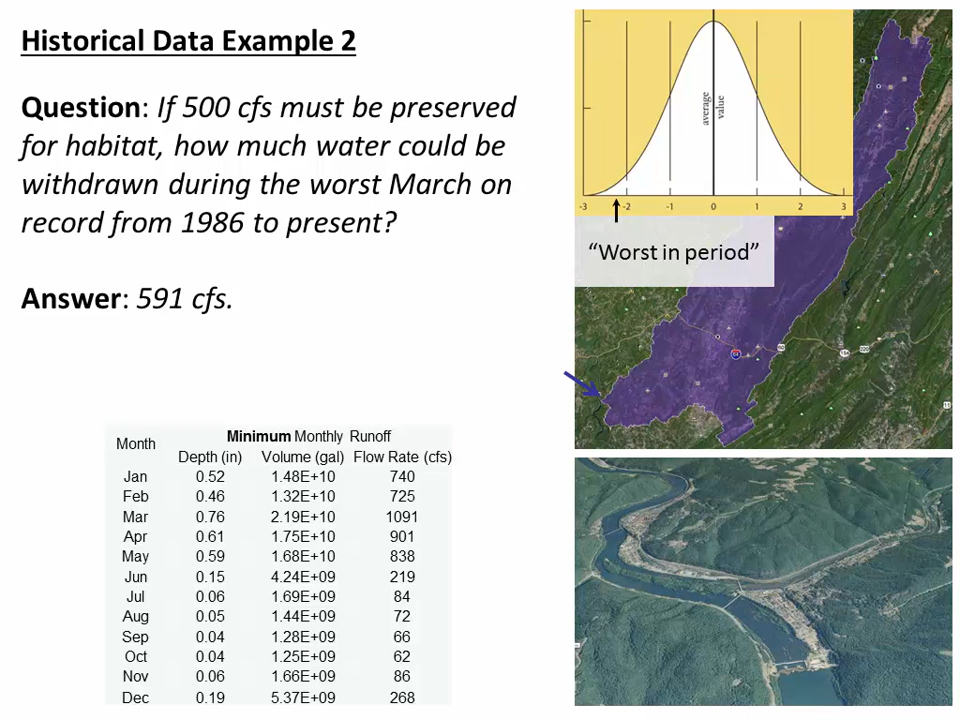 Historical Data Example 2
Question: If 500 cfs must be preserved
for habitat, how much water could be
withdrawn during the worst March on
record from 1986 to present?
Answer: 591 cfs.
average
value
-3 -2 -1 0 1 2 3
“Worst in period”
64
Month Minimum Monthly Runoff
Depth (in) Volume (gal) Flow Rate (cfs)
Jan 0.52 1.48E+10 740
Feb 0.46 1.32E+10 725
Mar 0.76 2.19E+10 1091
Apr 0.61 1.75E+10 901
May 0.59 1.68E+10 838
Jun 0.15 4.24E+09 219
Jul 0.06 1.69E+09 84
Aug 0.05 1.44E+09 72
Sep 0.04 1.28E+09 66
Oct 0.04 1.25E+09 62
Nov 0.06 1.66E+09 86
Dec 0.19 5.37E+09 268